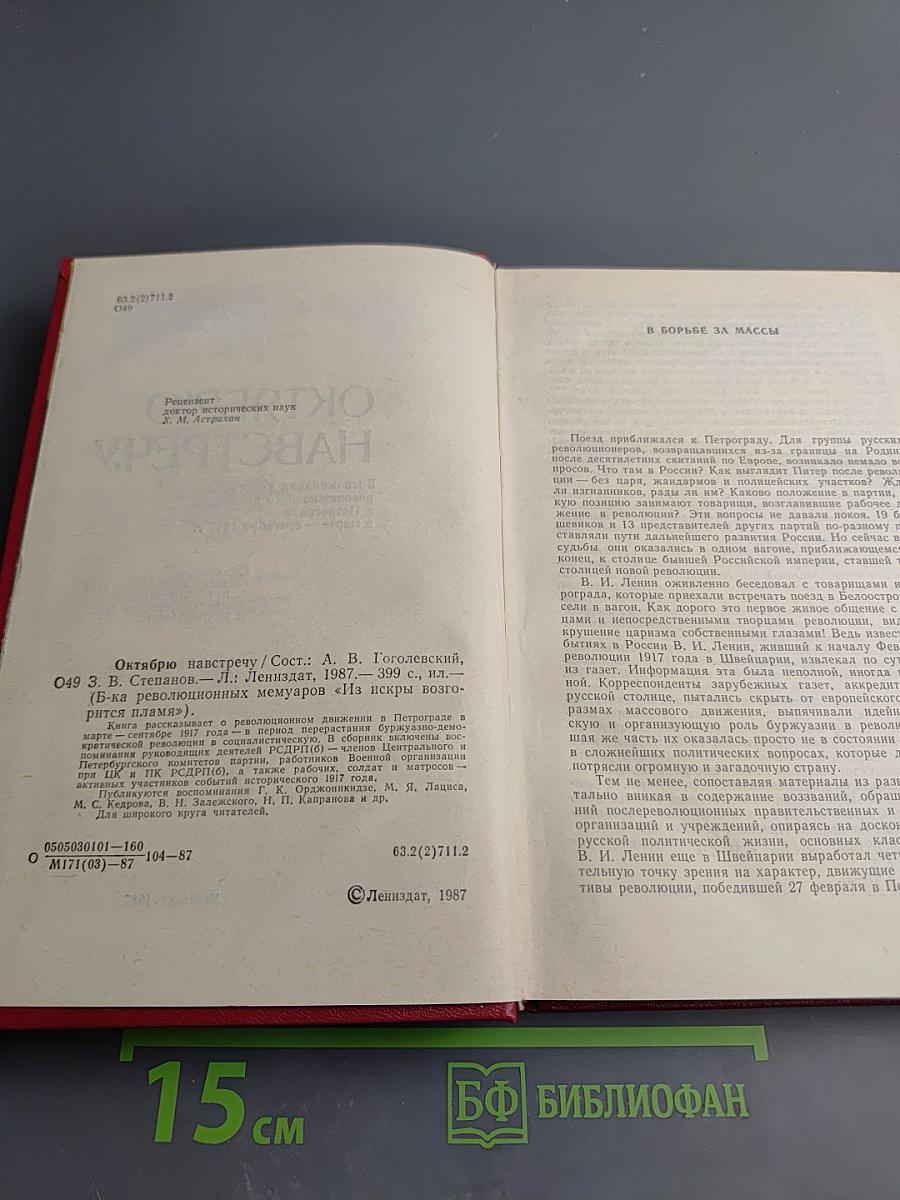 63.2(2)711.2
О49
Рецензент
доктор исторических наук
Х. М. Астрахан
Октябрю навстречу / Сост.: А. В. Гоголевский,
О49 З. В. Степанов.— Л.: Лениздат, 1987.— 399 с., ил.—
(Б-ка революционных мемуаров «Из искры возго-
рится пламя»).
Книга рассказывает о революционном движении в Петрограде в
марте — сентябре 1917 года — в период перерастания буржуазно-демо-
кратической революции в социалистическую. В сборник включены вос-
поминания руководящих деятелей РСДРП(б) — членов Центрального и
Петербургского комитетов партии, работников Военной организации
при ЦК и ПК РСДРП(б), а также рабочих, солдат и матросов —
активных участников событий исторического 1917 года.
Публикуются воспоминания Г. К. Орджоникидзе, М. Я. Лациса,
М. С. Кедрова, В. Н. Залежского, Н. П. Капранова и др.
Для широкого круга читателей.
О 0505030101—160
М171(03)—87 104—87
63.2(2)711.2
© Лениздат, 1987
В БОРЬБЕ ЗА МАССЫ
Поезд приближался к Петрограду. Для группы русских
революционеров, возвращавшихся из-за границы на Родин
после десятилетних скитаний по Европе, возникало немало во
просов. Что там в России? Как выглядит Питер после револю
ции — без царя, жандармов и полицейских участков? Жд
ли изгнанников, рады ли им? Каково положение в партии,
кую позицию занимают товарищи, возглавившие рабочее д
жение в революции? Эти вопросы не давали покоя. 19 б
шевиков и 13 представителей других партий по-разному п
ставляли пути дальнейшего развития России. Но сейчас в
судьбы они оказались в одном вагоне, приближающемс
конец, к столице бывшей Российской империи, ставшей т
столицей новой революции.
В. И. Ленин оживленно беседовал с товарищами и
рограда, которые приехали встречать поезд в Белоостров
сели в вагон. Как дорого это первое живое общение с
цами и непосредственными творцами революции, вид
крушение царизма собственными глазами! Ведь извест
бытиях в России В. И. Ленин, живший к началу Фев
революции 1917 года в Швейцарии, извлекал по сут
из газет. Информация эта была неполной, иногда
ной. Корреспонденты зарубежных газет, аккредит
русской столице, пытались скрыть от европейского
размах массового движения, выпячивали идейн
скую и организующую роль буржуазии в револю
шая же часть их оказалась просто не в состоянии
в сложнейших политических вопросах, которые д
потрясли огромную и загадочную страну.
Тем не менее, сопоставляя материалы из разн
тально вникая в содержание воззваний, обращ
ний послереволюционных правительственных и
организаций и учреждений, опираясь на доскон
русской политической жизни, основных клас
В. И. Ленин еще в Швейцарии выработал чет
тельную точку зрения на характер, движущие
тивы революции, победившей 27 февраля в Пе
15 см
БФ БИБЛИОФАН